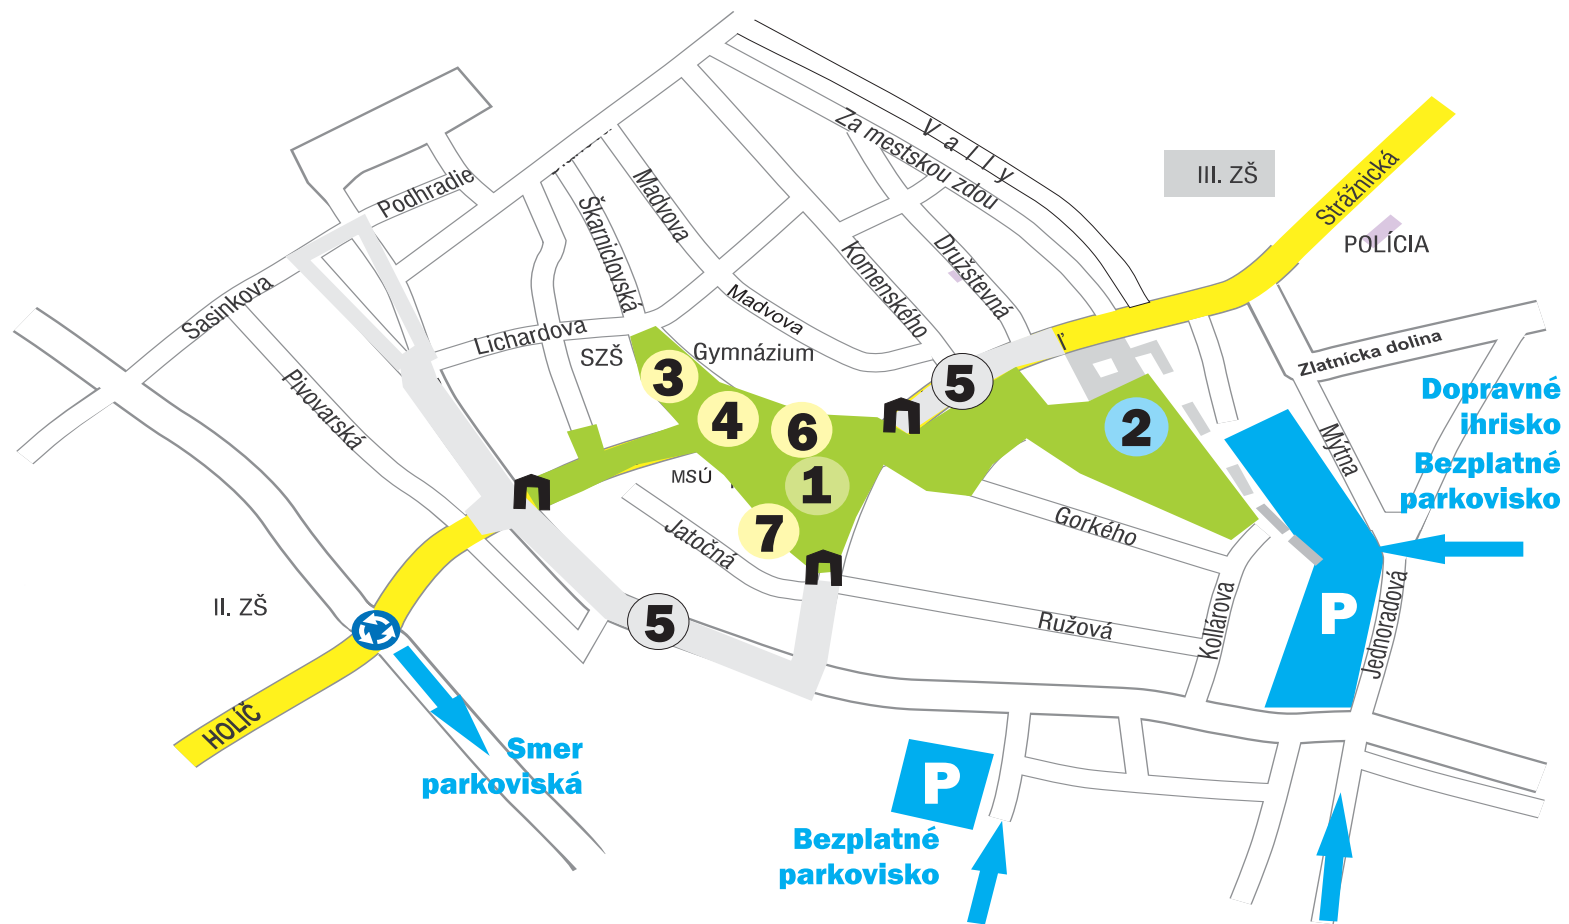 Vally
Za mestskou zdou
III. ZŠ
Strážnická
POLÍCIA
Podhradie
Madvova
Škarniclovská
Komenského
Družstevná
Sasinkova
Lichardova
Madvova
SZŠ
Gymnázium
Zlatnícka dolina
Pivovarská
3
4
6
5
2
1
7
MSÚ
Dopravné
ihrisko
Bezplatné
parkovisko
Mýtna
Jatočná
Gorkého
II. ZŠ
5
Ružová
Kollárova
P
Jednoradová
HOLÍČ
Smer
parkoviská
P
Bezplatné
parkovisko